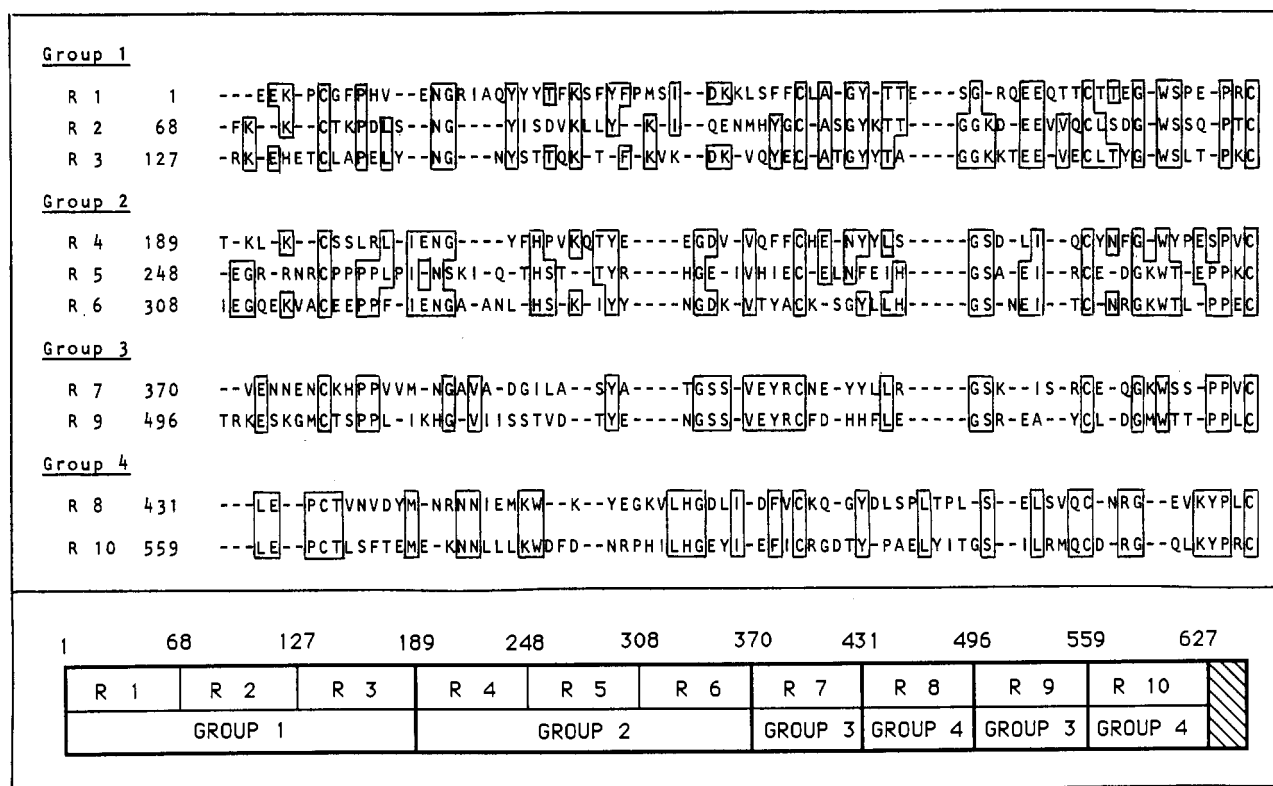 Group 1
R 1 1 ---EEK-PCGFPHV--ENGRIAQYYYTFKSFYFPMSI--DKKLSFFCLA-GY-TTE---SG-RQEEQTTCTTEG-WSPE-PRC
R 2 68 -FK--K--CTKPDLS--NG----YISDVKLLY--K-I--QENMHYGC-ASGYKTT---GGKD-EEVVQCLSDG-WSSQ-PTC
R 3 127 -RK-EHETCLAPELY--NG---NYSTTQK-T-F-KVK--DK-VQYEC-ATGYYTA---GGKKTEE-VECLTYG-WSLT-PKC
Group 2
R 4 189 T-KL-K--CSSLRL-IENG----YFHPVKQTYE----EGDV-VQFFCHE-NYYLS----GSD-LI--QCYNFG-WYPESPVC
R 5 248 -EGR-RNRCPPPPLPI-NSKI-Q-THST--TYR----HGE-IVHIEC-ELNFEIH----GSA-EI--RCE-DGKWTE-PPKC
R 6 308 IEGQEKVACEEPPF-IENGA-ANL-HS-K-IYY----NGDK-VTYACK-SGYLLH----GS-NEI--TC-NRGKWTL-PPEC
Group 3
R 7 370 --VENNENCKHPPVVM-NGAVA-DGILA--SYA----TGSS-VEYRCNE-YYLLR----GSK--IS-RCE-QGKWSS-PPVC
R 9 496 TRKESKGMCTSPPL-IKHG-VIISSTVD--TYE----NGSS-VEYRCFD-HHFLE----GSR-EA--YCL-DGMWTT-PPLC
Group 4
R 8 431 ---LE--PCTVNVDYM-NRNNIEMKW--K--YEGKVLHGDLI-DFVCKQ-GYDLSPLTPL-S--ELSVQC-NRG--EVKYPLC
R 10 559 ---LE--PCTLSFTEME-KNNLLLKWDFD--NRPHILHGEYI-EFICRGDTY-PAELYITGS--ILRMQCD-RG--QLKYPRC
1 68 127 189 248 308 370 431 496 559 627
R 1 R 2 R 3 R 4 R 5 R 6 R 7 R 8 R 9 R 10
GROUP 1 GROUP 2 GROUP 3 GROUP 4 GROUP 3 GROUP 4